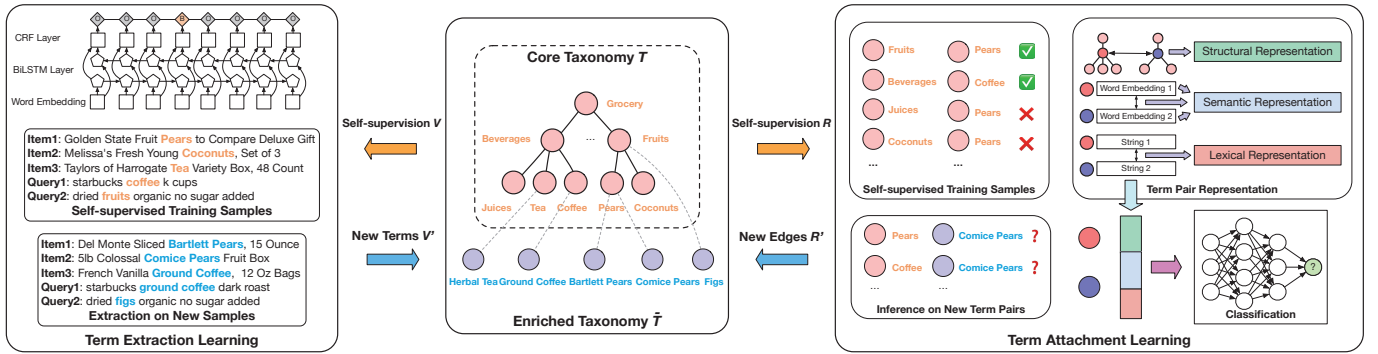 O O O B O O O O
CRF Layer
BiLSTM Layer
Word Embedding
Item1: Golden State Fruit Pears to Compare Deluxe Gift
Item2: Melissa's Fresh Young Coconuts, Set of 3
Item3: Taylors of Harrogate Tea Variety Box, 48 Count
Query1: starbucks coffee k cups
Query2: dried fruits organic no sugar added
Self-supervised Training Samples
Item1: Del Monte Sliced Bartlett Pears, 15 Ounce
Item2: 5lb Colossal Comice Pears Fruit Box
Item3: French Vanilla Ground Coffee, 12 Oz Bags
Query1: starbucks ground coffee dark roast
Query2: dried figs organic no sugar added
Extraction on New Samples
Term Extraction Learning
Self-supervision V
New Terms V'
Core Taxonomy T
Grocery
Beverages ... Fruits
Juices Tea Coffee Pears Coconuts
Herbal Tea Ground Coffee Bartlett Pears Comice Pears Figs
Enriched Taxonomy T̄
Self-supervision R
New Edges R'
Fruits Pears
Beverages Coffee
Juices Pears
Coconuts Pears
... ...
Self-supervised Training Samples
Pears Comice Pears ?
Coffee Comice Pears ?
... ...
Inference on New Term Pairs
Structural Representation
Word Embedding 1
Semantic Representation
Word Embedding 2
String 1
Lexical Representation
String 2
Term Pair Representation
?
Classification
Term Attachment Learning